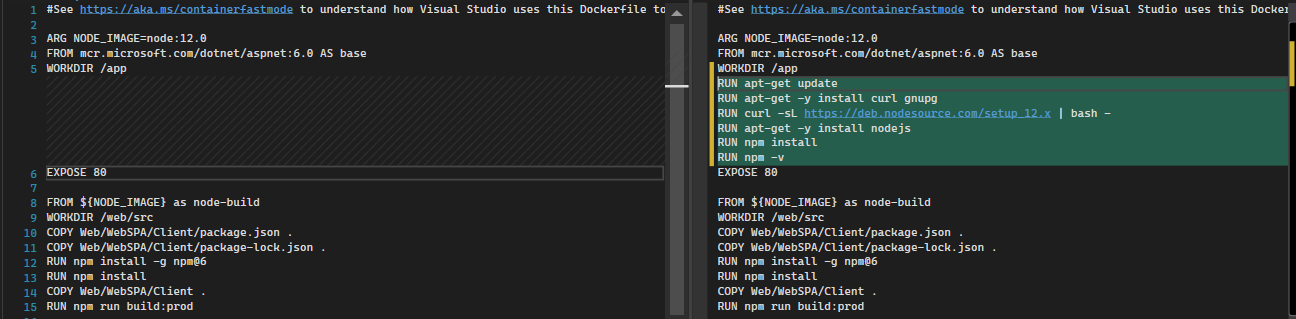 1 #See https://aka.ms/containerfastmode to understand how Visual Studio uses this Dockerfile to
2
3 ARG NODE_IMAGE=node:12.0
4 FROM mcr.microsoft.com/dotnet/aspnet:6.0 AS base
5 WORKDIR /app
6 EXPOSE 80
7
8 FROM ${NODE_IMAGE} as node-build
9 WORKDIR /web/src
10 COPY Web/WebSPA/Client/package.json .
11 COPY Web/WebSPA/Client/package-lock.json .
12 RUN npm install -g npm@6
13 RUN npm install
14 COPY Web/WebSPA/Client .
15 RUN npm run build:prod
#See https://aka.ms/containerfastmode to understand how Visual Studio uses this Docker
ARG NODE_IMAGE=node:12.0
FROM mcr.microsoft.com/dotnet/aspnet:6.0 AS base
WORKDIR /app
RUN apt-get update
RUN apt-get -y install curl gnupg
RUN curl -sL https://deb.nodesource.com/setup_12.x | bash -
RUN apt-get -y install nodejs
RUN npm install
RUN npm -v
EXPOSE 80
FROM ${NODE_IMAGE} as node-build
WORKDIR /web/src
COPY Web/WebSPA/Client/package.json .
COPY Web/WebSPA/Client/package-lock.json .
RUN npm install -g npm@6
RUN npm install
COPY Web/WebSPA/Client .
RUN npm run build:prod